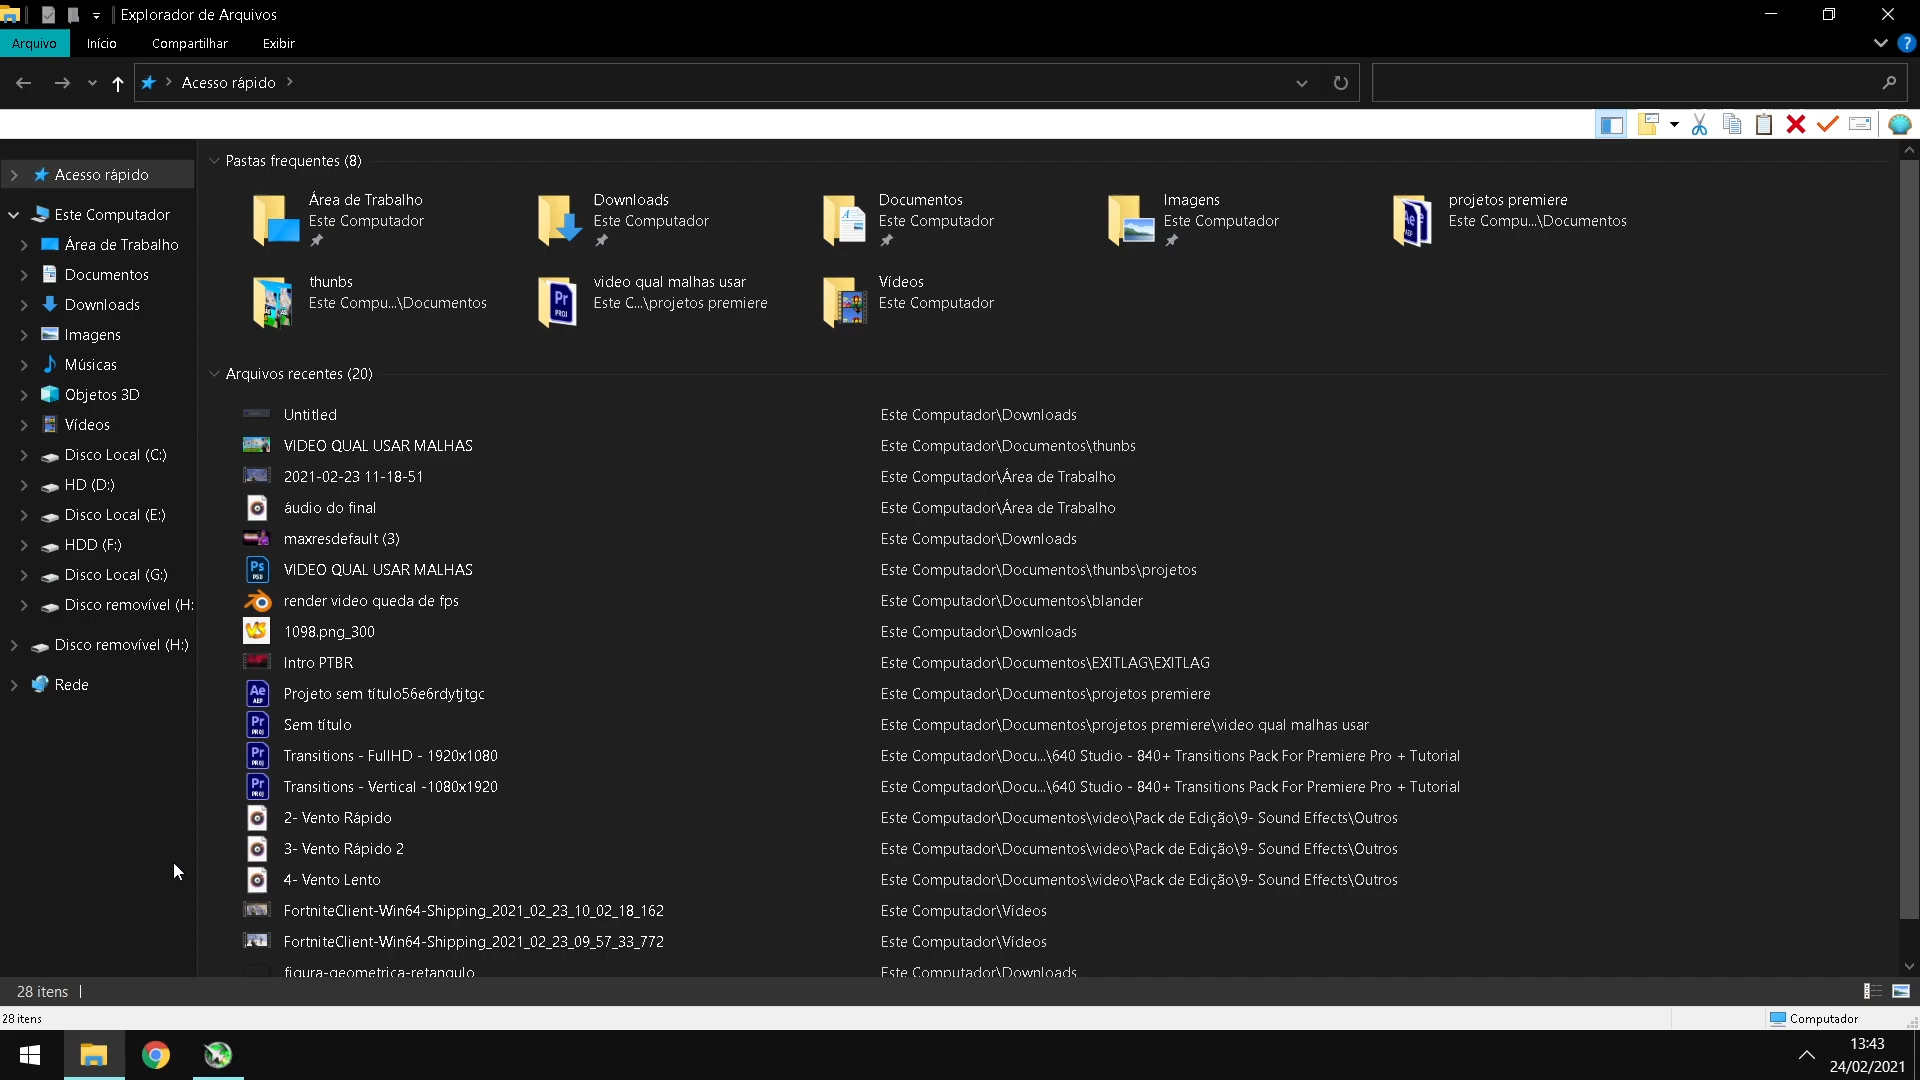 Explorador de Arquivos
Arquivo Início Compartilhar Exibir
Acesso rápido
Acesso rápido
Este Computador
Área de Trabalho
Documentos
Downloads
Imagens
Músicas
Objetos 3D
Vídeos
Disco Local (C:)
HD (D:)
Disco Local (E:)
HDD (F:)
Disco Local (G:)
Disco removível (H:
Disco removível (H:)
Rede
Pastas frequentes (8)
Área de Trabalho
Este Computador
Downloads
Este Computador
Documentos
Este Computador
Imagens
Este Computador
projetos premiere
Este Compu...\Documentos
thunbs
Este Compu...\Documentos
video qual malhas usar
Este C...\projetos premiere
Vídeos
Este Computador
Arquivos recentes (20)
Untitled Este Computador\Downloads
VIDEO QUAL USAR MALHAS Este Computador\Documentos\thunbs
2021-02-23 11-18-51 Este Computador\Área de Trabalho
áudio do final Este Computador\Área de Trabalho
maxresdefault (3) Este Computador\Downloads
VIDEO QUAL USAR MALHAS Este Computador\Documentos\thunbs\projetos
render video queda de fps Este Computador\Documentos\blander
1098.png_300 Este Computador\Downloads
Intro PTBR Este Computador\Documentos\EXITLAG\EXITLAG
Projeto sem título56e6rdytjtgc Este Computador\Documentos\projetos premiere
Sem título Este Computador\Documentos\projetos premiere\video qual malhas usar
Transitions - FullHD - 1920x1080 Este Computador\Docu...\640 Studio - 840+ Transitions Pack For Premiere Pro + Tutorial
Transitions - Vertical -1080x1920 Este Computador\Docu...\640 Studio - 840+ Transitions Pack For Premiere Pro + Tutorial
2- Vento Rápido Este Computador\Documentos\video\Pack de Edição\9- Sound Effects\Outros
3- Vento Rápido 2 Este Computador\Documentos\video\Pack de Edição\9- Sound Effects\Outros
4- Vento Lento Este Computador\Documentos\video\Pack de Edição\9- Sound Effects\Outros
FortniteClient-Win64-Shipping_2021_02_23_10_02_18_162 Este Computador\Vídeos
FortniteClient-Win64-Shipping_2021_02_23_09_57_33_772 Este Computador\Vídeos
figura-geometrica-retangulo Este Computador\Downloads
28 itens
28 itens Computador
13:43
24/02/2021